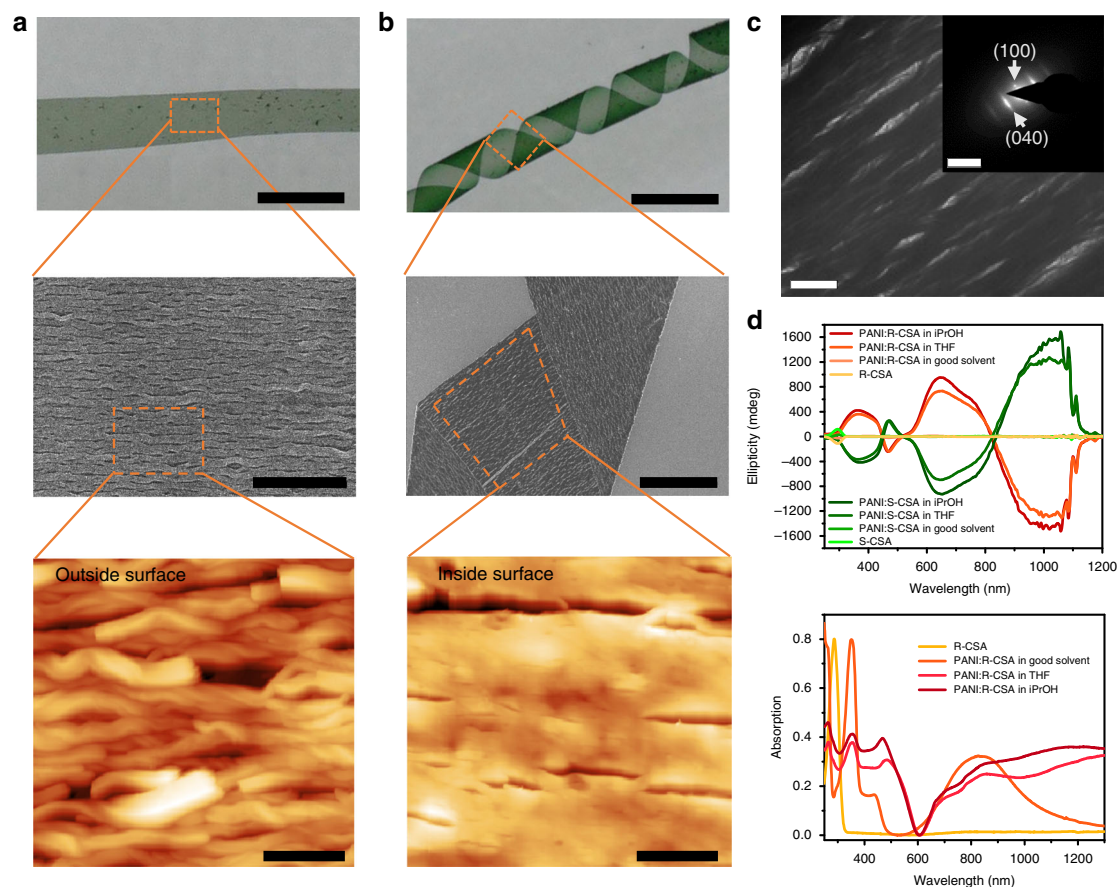 a
b
c
(100)
(040)
Outside surface
Inside surface
d
1600
1200
800
400
0
−400
−800
−1200
−1600
Ellipticity (mdeg)
PANI:R-CSA in iPrOH
PANI:R-CSA in THF
PANI:R-CSA in good solvent
R-CSA
PANI:S-CSA in iPrOH
PANI:S-CSA in THF
PANI:S-CSA in good solvent
S-CSA
400 600 800 1000 1200
Wavelength (nm)
0.8
0.6
0.4
0.2
0.0
Absorption
R-CSA
PANI:R-CSA in good solvent
PANI:R-CSA in THF
PANI:R-CSA in iPrOH
400 600 800 1000 1200
Wavelength (nm)